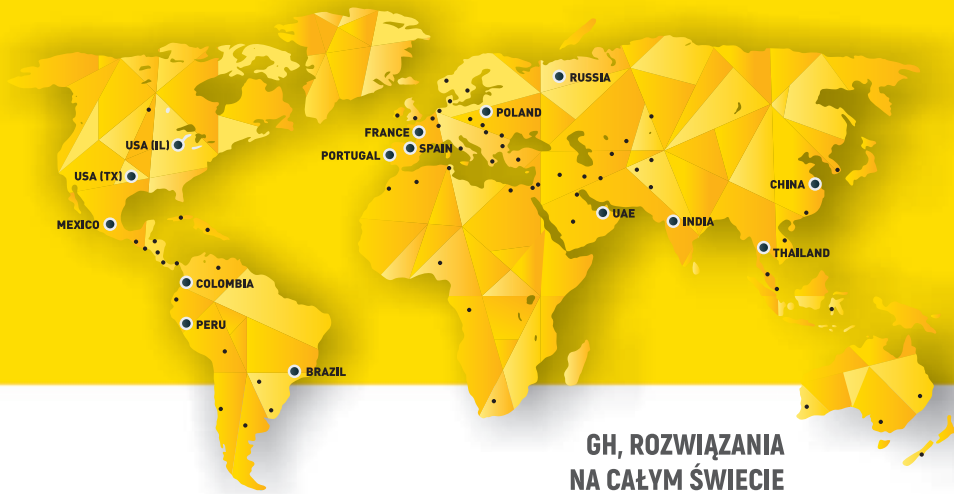 RUSSIA
POLAND
FRANCE
SPAIN
PORTUGAL
USA (IL)
USA (TX)
MEXICO
CHINA
UAE
INDIA
THAILAND
COLOMBIA
PERU
BRAZIL
GH, ROZWIĄZANIA
NA CAŁYM ŚWIECIE